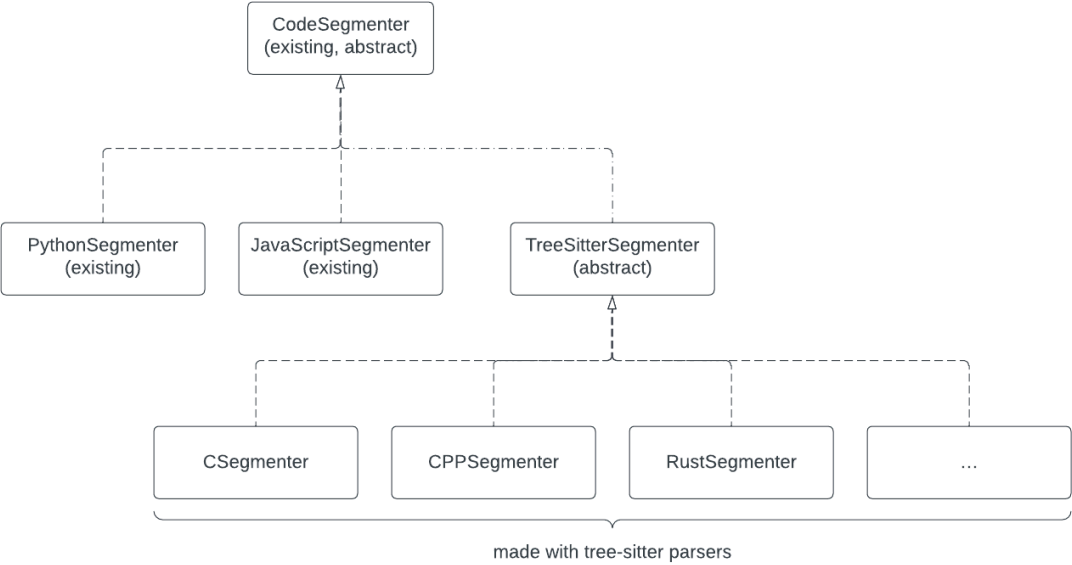 CodeSegmenter
(existing, abstract)
PythonSegmenter
(existing)
JavaScriptSegmenter
(existing)
TreeSitterSegmenter
(abstract)
CSegmenter
CPPSegmenter
RustSegmenter
...
made with tree-sitter parsers